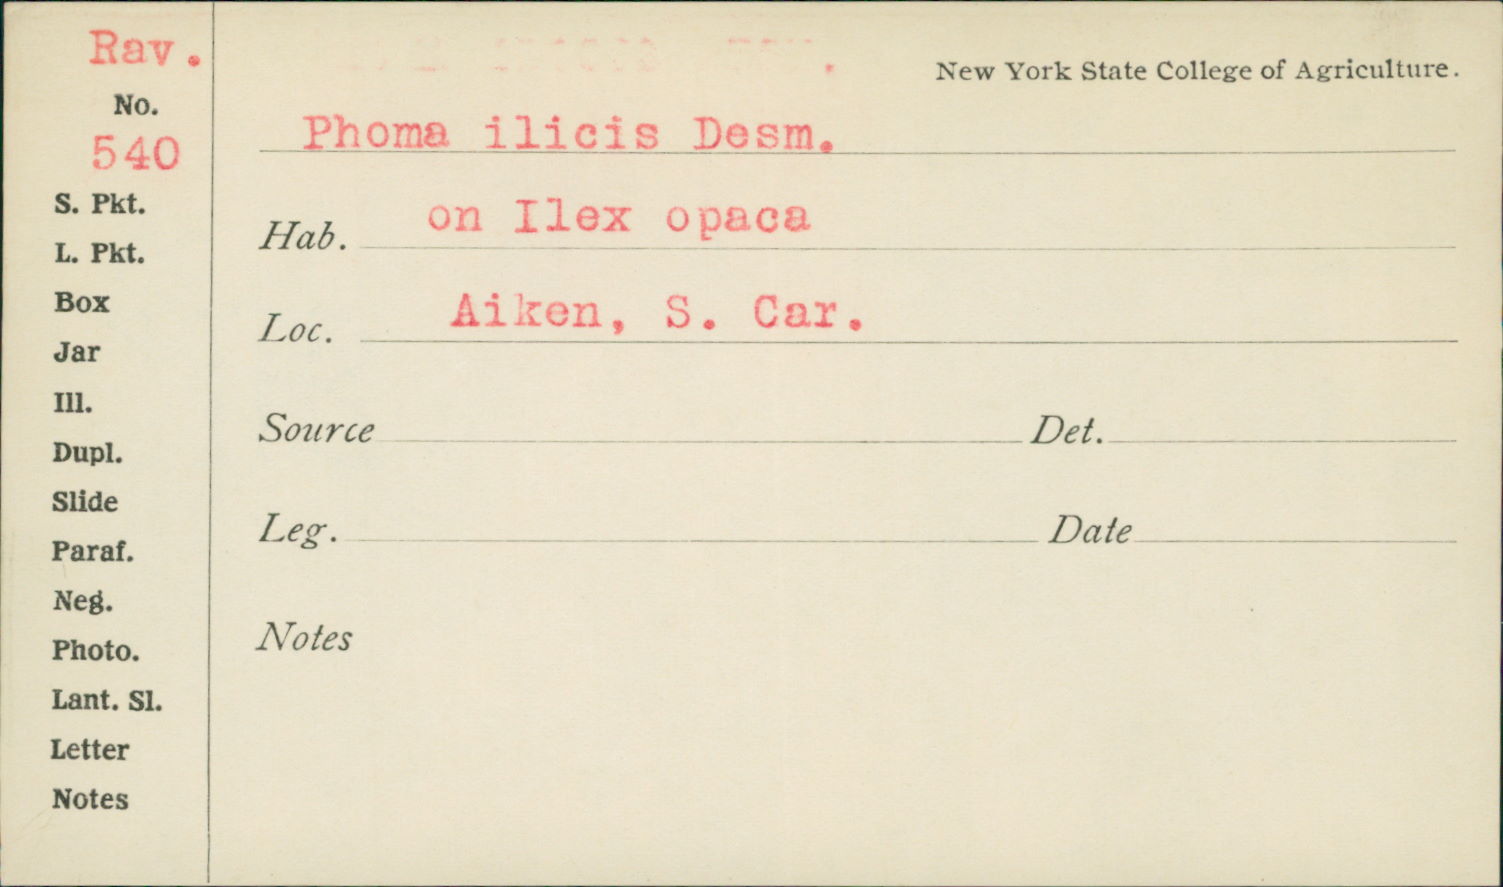 Rav.
No.
540
S. Pkt.
L. Pkt.
Box
Jar
Ill.
Dupl.
Slide
Paraf.
Neg.
Photo.
Lant. Sl.
Letter
Notes
New York State College of Agriculture.
Phoma ilicis Desm.
Hab. on Ilex opaca
Loc. Aiken, S. Car.
Source Det.
Leg. Date
Notes